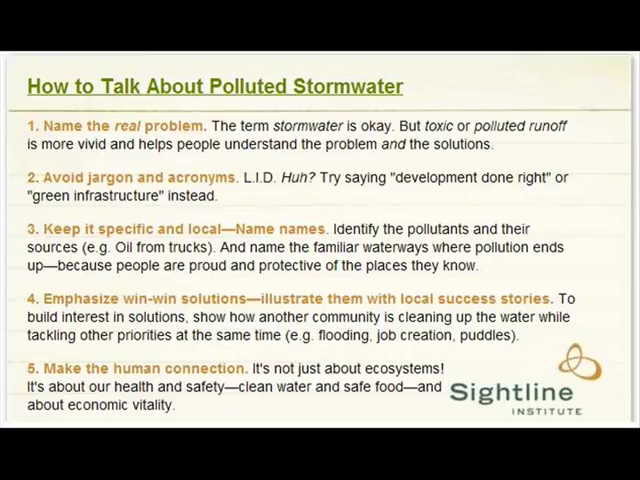 How to Talk About Polluted Stormwater
1. Name the real problem. The term stormwater is okay. But toxic or polluted runoff
is more vivid and helps people understand the problem and the solutions.
2. Avoid jargon and acronyms. L.I.D. Huh? Try saying "development done right" or
"green infrastructure" instead.
3. Keep it specific and local—Name names. Identify the pollutants and their
sources (e.g. Oil from trucks). And name the familiar waterways where pollution ends
up—because people are proud and protective of the places they know.
4. Emphasize win-win solutions—illustrate them with local success stories. To
build interest in solutions, show how another community is cleaning up the water while
tackling other priorities at the same time (e.g. flooding, job creation, puddles).
5. Make the human connection. It's not just about ecosystems!
It's about our health and safety—clean water and safe food—and
about economic vitality.
Sightline
INSTITUTE